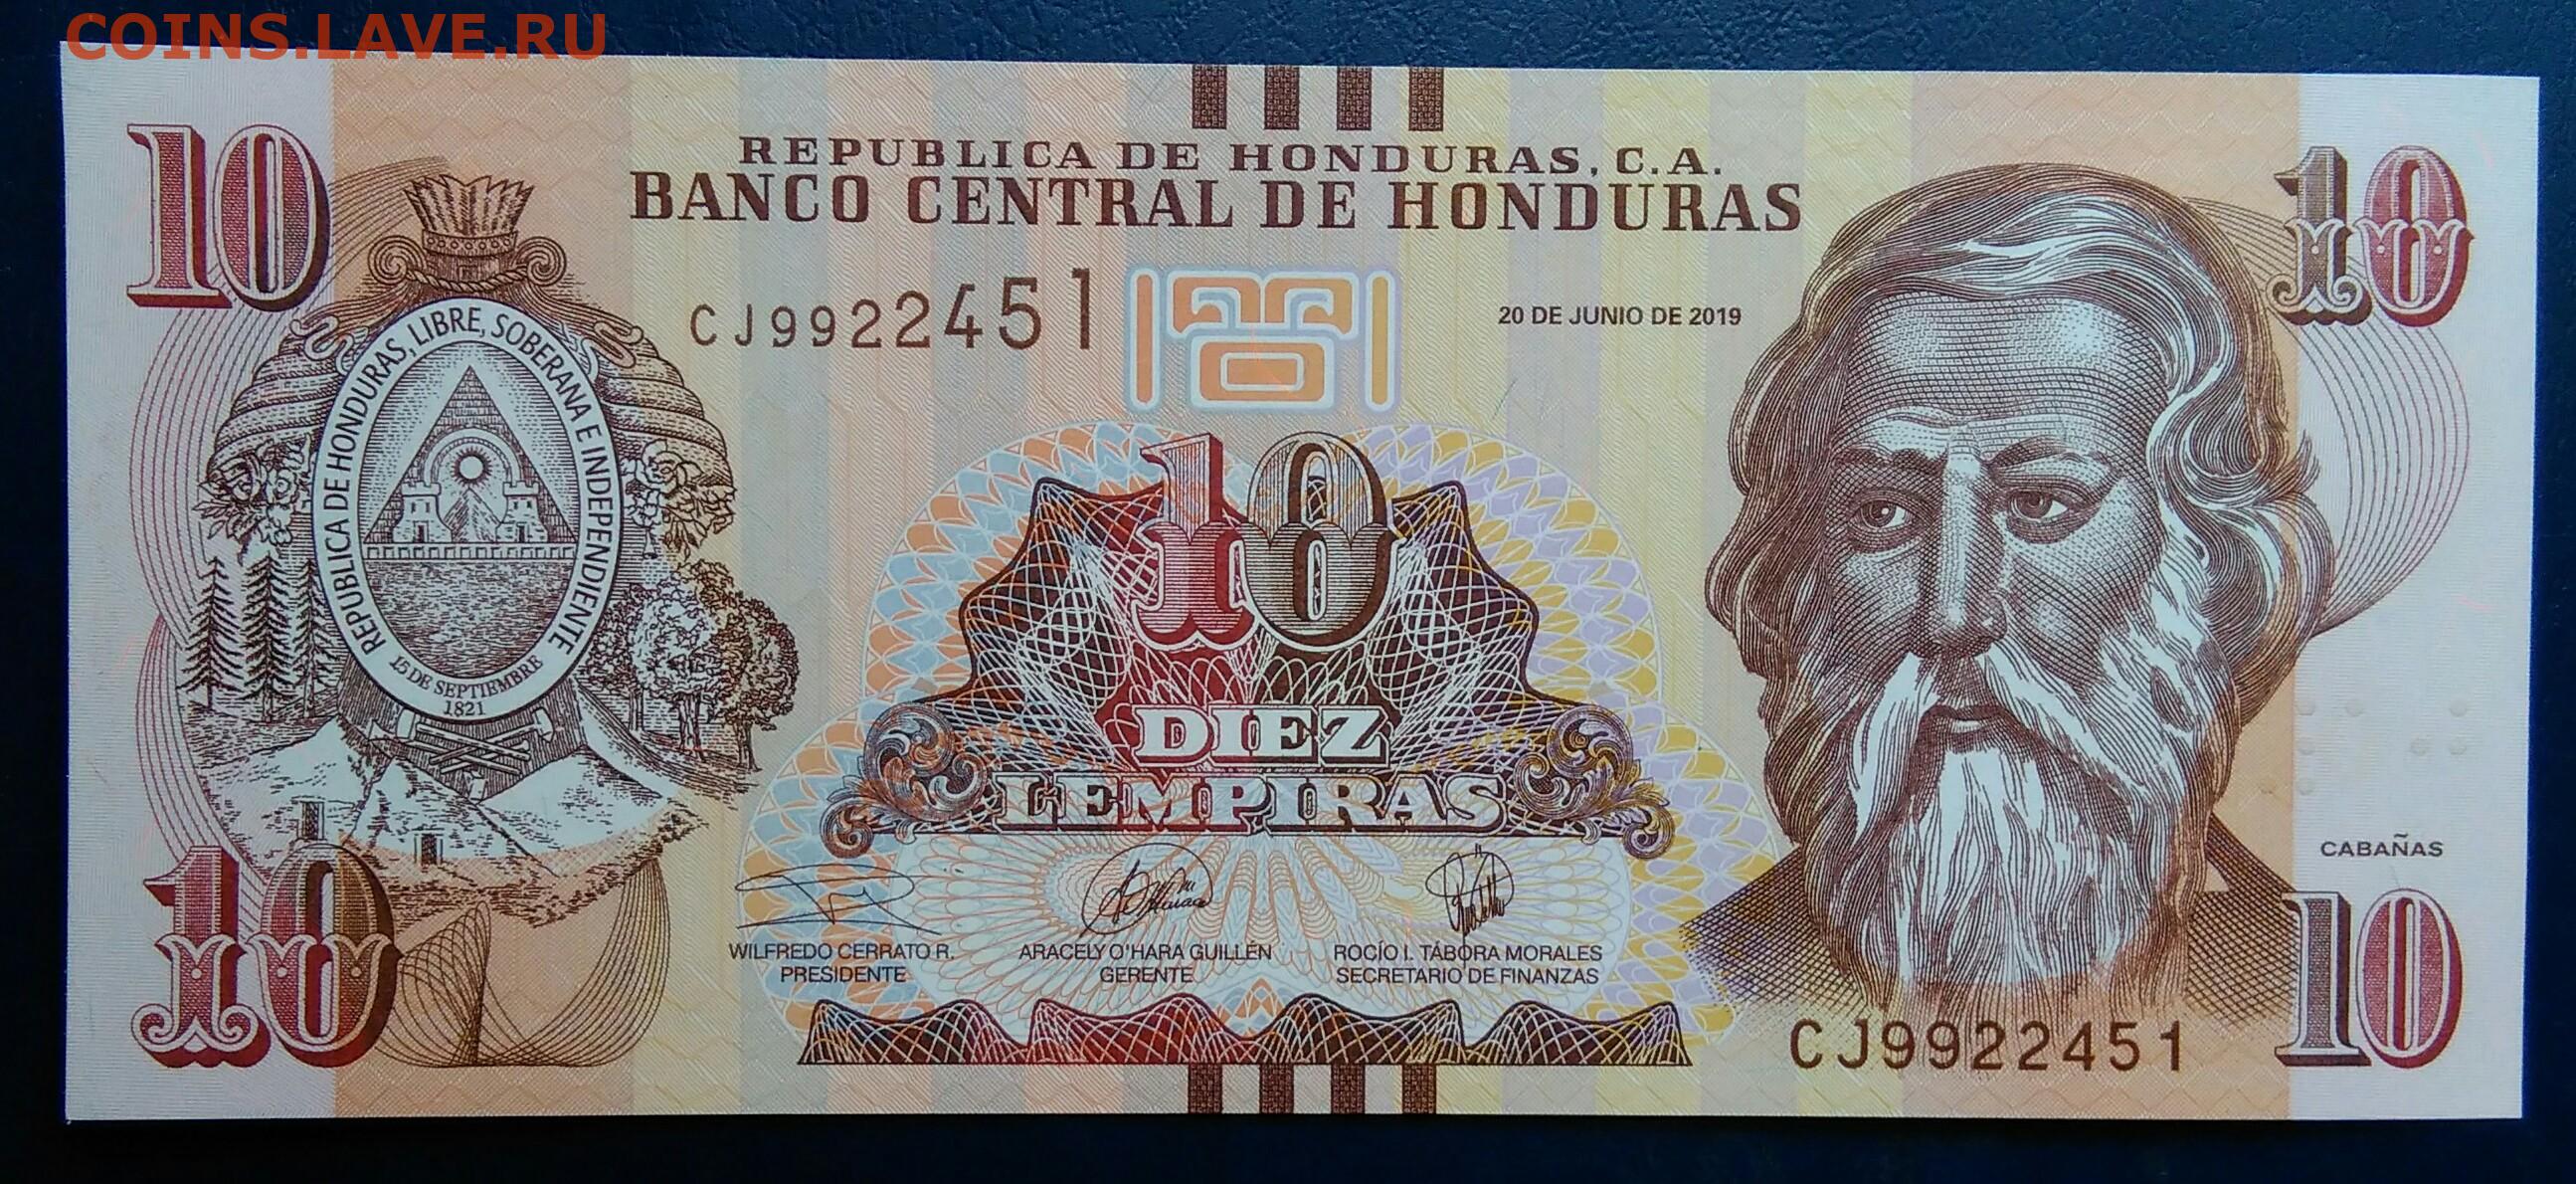 COINS.LAVE.RU
10
10
REPUBLICA DE HONDURAS, C.A.
BANCO CENTRAL DE HONDURAS
CJ9922451
20 DE JUNIO DE 2019
REPUBLICA DE HONDURAS, LIBRE, SOBERANA E INDEPENDIENTE
15 DE SEPTIEMBRE
1821
10
DIEZ
LEMPIRAS
CABAÑAS
10
10
WILFREDO CERRATO R.
PRESIDENTE
ARACELY O'HARA GUILLÉN
GERENTE
ROCÍO I. TÁBORA MORALES
SECRETARIO DE FINANZAS
CJ9922451